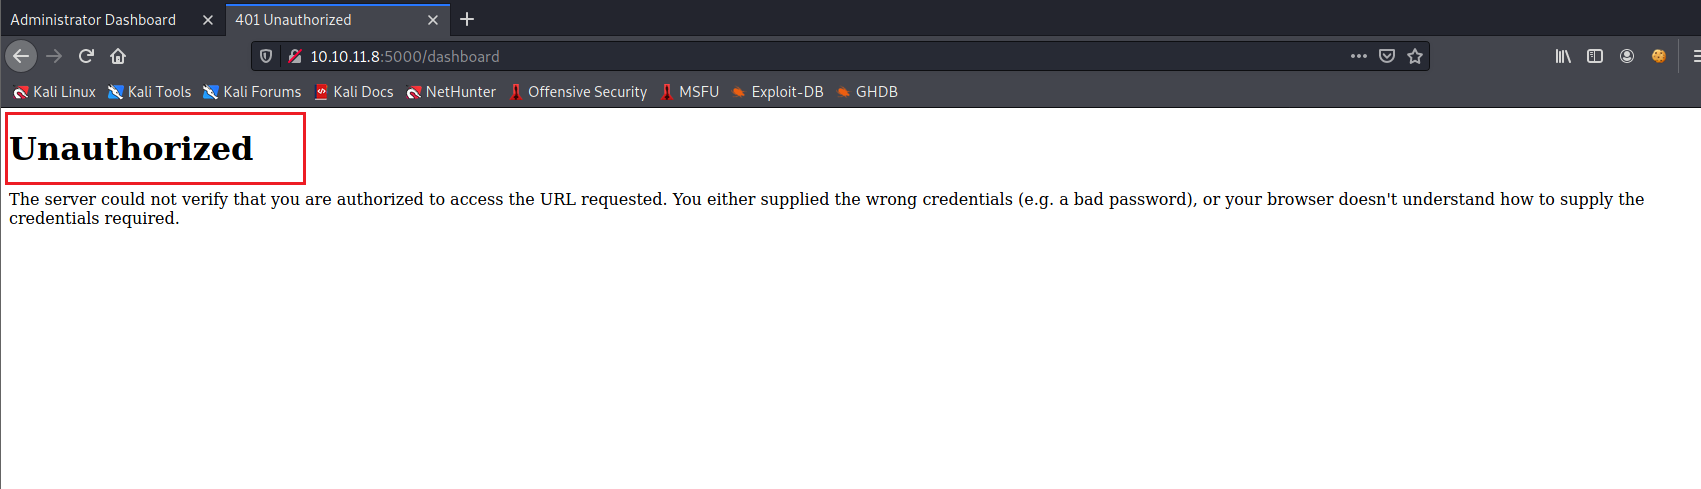 Administrator Dashboard
401 Unauthorized
10.10.11.8:5000/dashboard
Kali Linux Kali Tools Kali Forums Kali Docs NetHunter Offensive Security MSFU Exploit-DB GHDB
Unauthorized
The server could not verify that you are authorized to access the URL requested. You either supplied the wrong credentials (e.g. a bad password), or your browser doesn't understand how to supply the
credentials required.